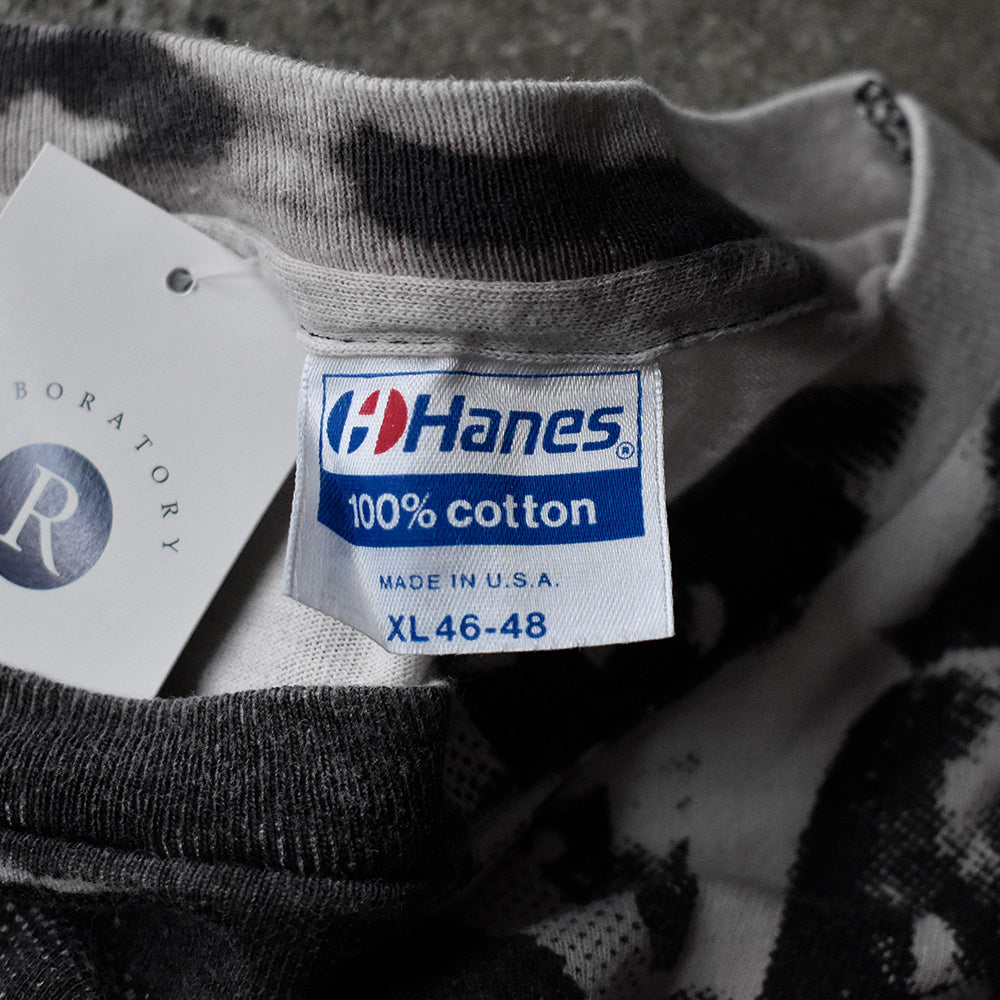 BORATORY
R
Hanes®
100% cotton
MADE IN U.S.A.
XL 46-48